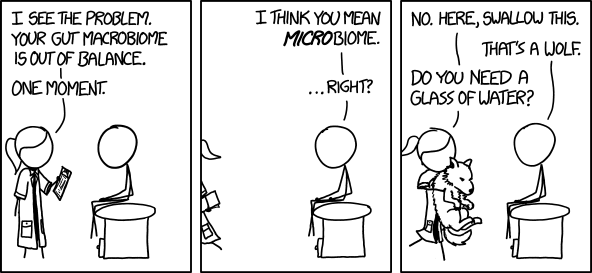 I SEE THE PROBLEM.
YOUR GUT MACROBIOME
IS OUT OF BALANCE.
ONE MOMENT.
I THINK YOU MEAN
MICROBIOME.
...RIGHT?
NO. HERE, SWALLOW THIS.
THAT'S A WOLF.
DO YOU NEED A
GLASS OF WATER?